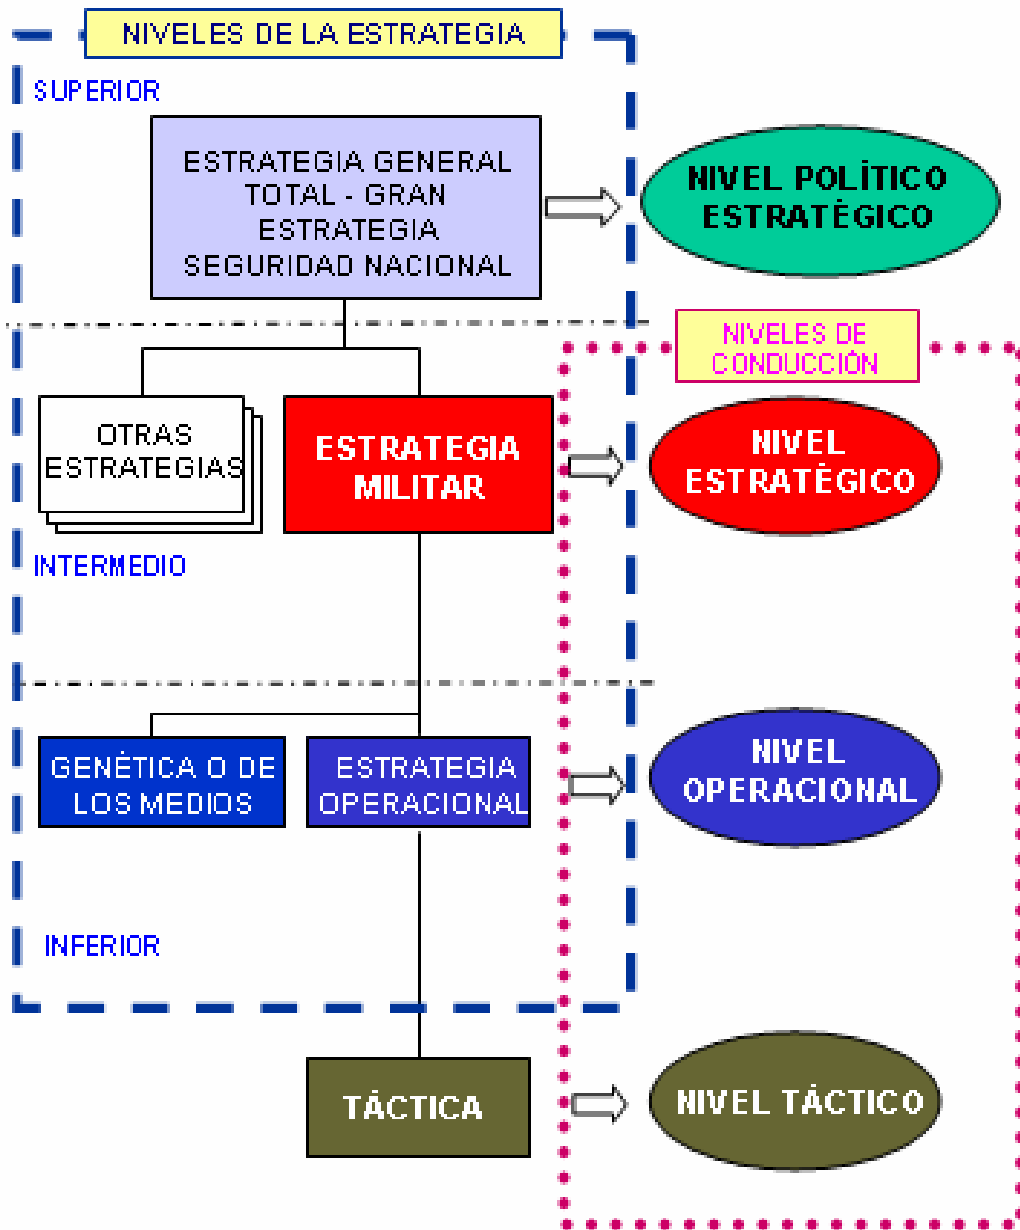 NIVELES DE LA ESTRATEGIA
SUPERIOR
ESTRATEGIA GENERAL
TOTAL - GRAN
ESTRATEGIA
SEGURIDAD NACIONAL
NIVEL POLÍTICO
ESTRATÉGICO
NIVELES DE
CONDUCCIÓN
OTRAS
ESTRATEGIAS
ESTRATEGIA
MILITAR
NIVEL
ESTRATÉGICO
INTERMEDIO
GENÉTICA O DE
LOS MEDIOS
ESTRATEGIA
OPERACIONAL
NIVEL
OPERACIONAL
INFERIOR
TÁCTICA
NIVEL TÁCTICO